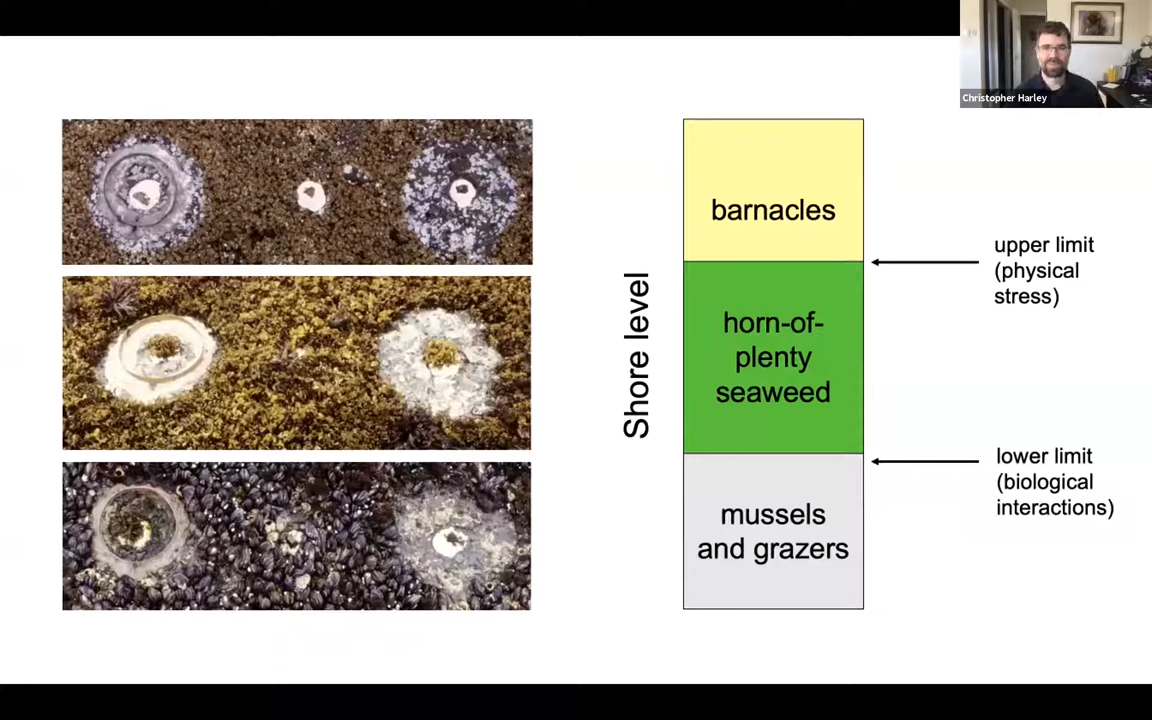 Christopher Harley
Shore level
barnacles
horn-of-
plenty
seaweed
mussels
and grazers
upper limit
(physical
stress)
lower limit
(biological
interactions)